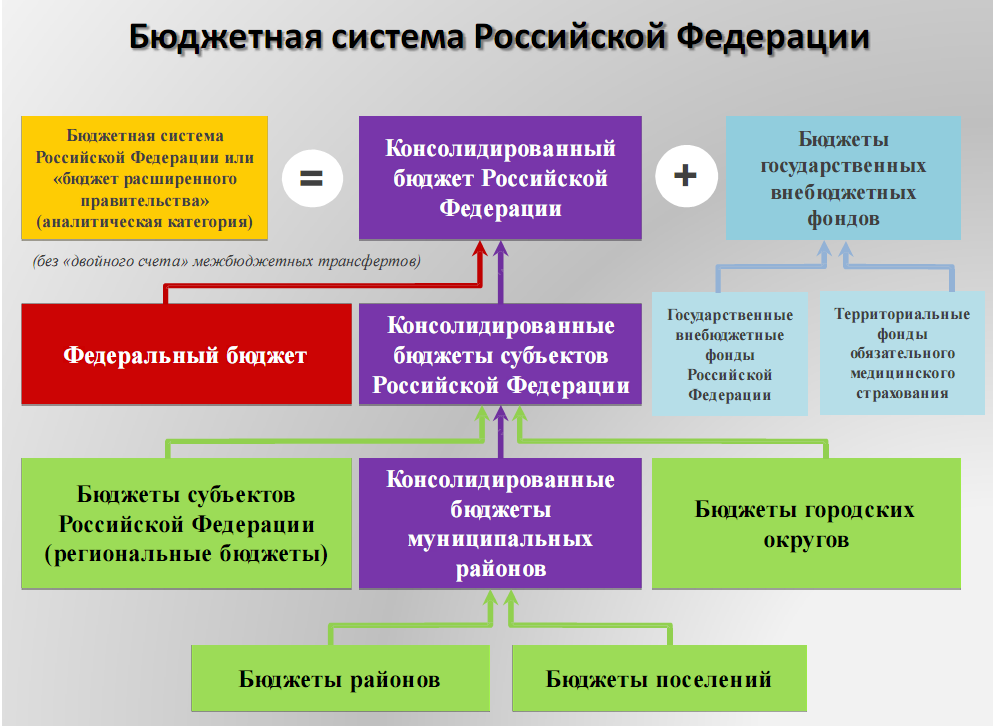 Бюджетная система Российской Федерации
Бюджетная система
Российской Федерации или
«бюджет расширенного
правительства»
(аналитическая категория)
=
Консолидированный
бюджет Российской
Федерации
+
Бюджеты
государственных
внебюджетных
фондов
(без «двойного счета» межбюджетных трансфертов)
Федеральный бюджет
Консолидированные
бюджеты субъектов
Российской Федерации
Государственные
внебюджетные
фонды
Российской
Федерации
Территориальные
фонды
обязательного
медицинского
страхования
Бюджеты субъектов
Российской Федерации
(региональные бюджеты)
Консолидированные
бюджеты
муниципальных
районов
Бюджеты городских
округов
Бюджеты районов
Бюджеты поселений